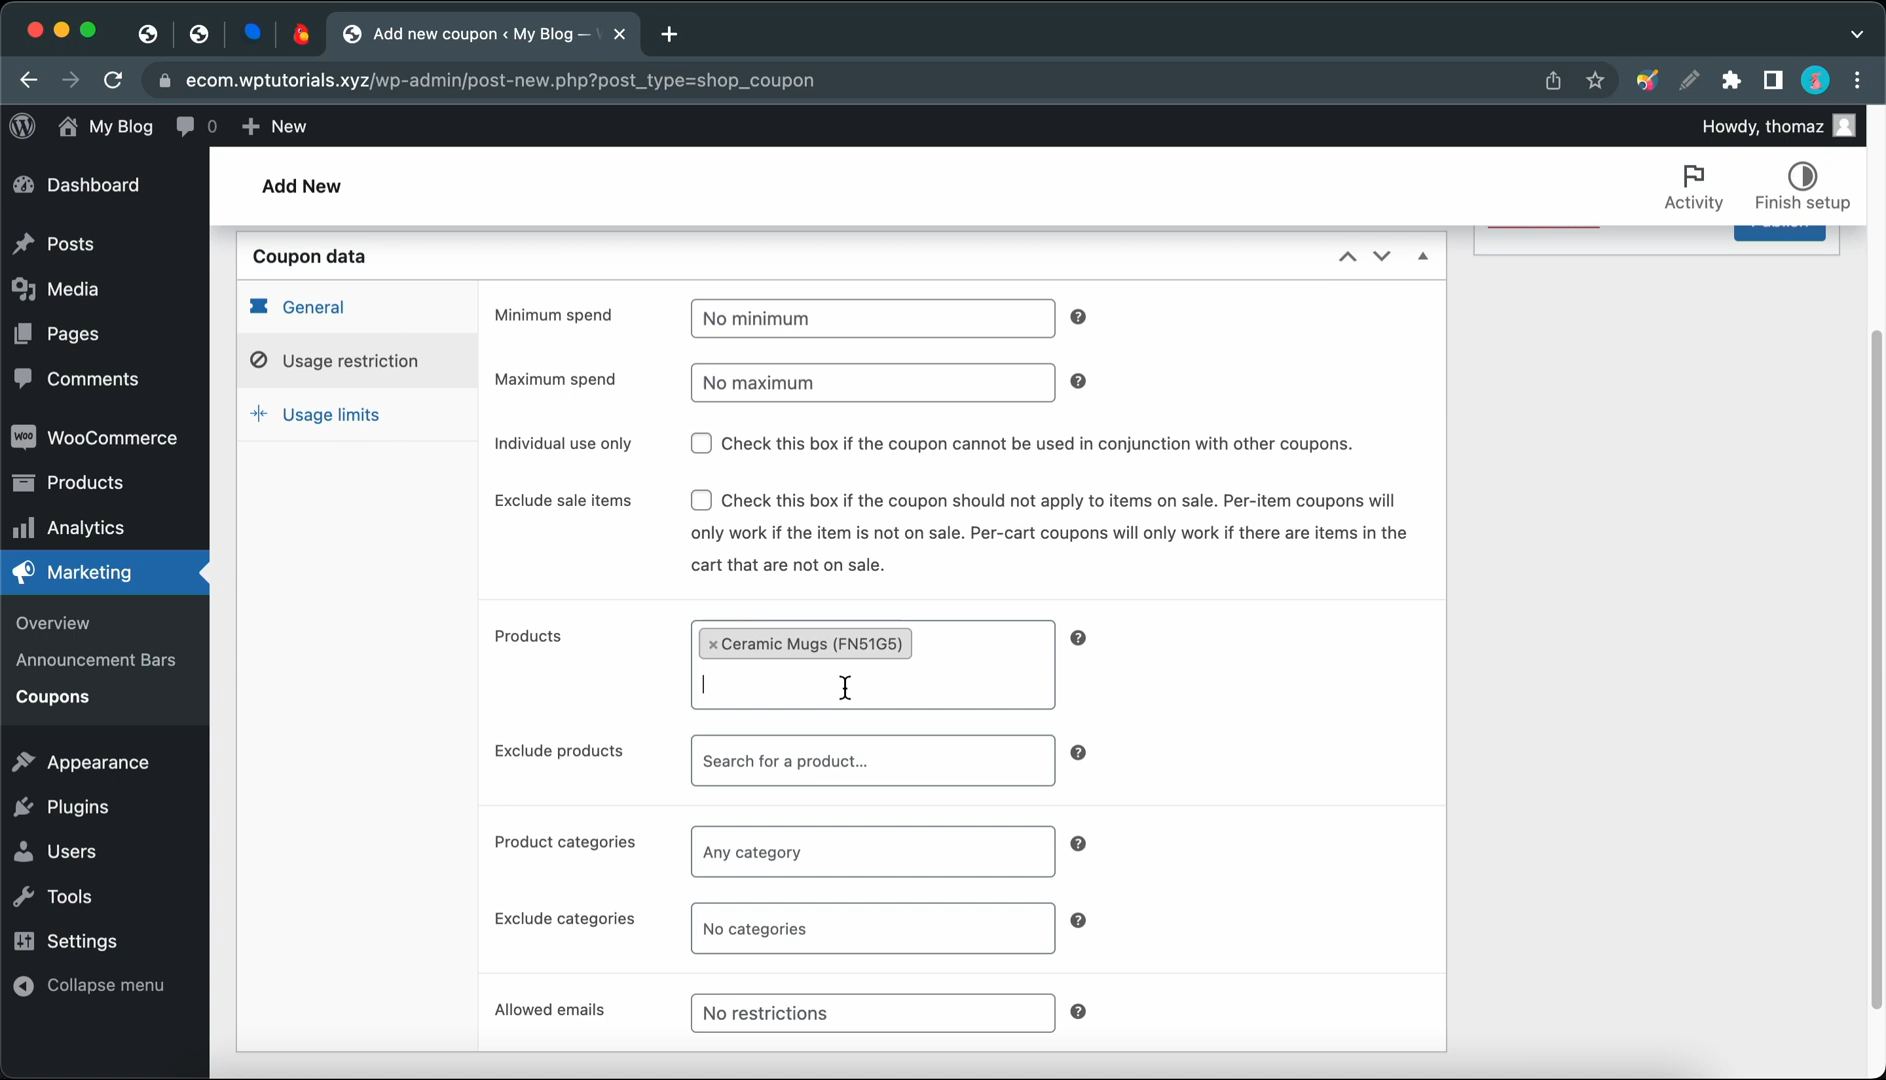 Add new coupon ‹ My Blog —
ecom.wptutorials.xyz/wp-admin/post-new.php?post_type=shop_coupon
My Blog 0 New Howdy, thomaz
Dashboard
Posts
Media
Pages
Comments
WooCommerce
Products
Analytics
Marketing
Overview
Announcement Bars
Coupons
Appearance
Plugins
Users
Tools
Settings
Collapse menu
Add New
Activity
Finish setup
Coupon data
General
Usage restriction
Usage limits
Minimum spend No minimum
Maximum spend No maximum
Individual use only Check this box if the coupon cannot be used in conjunction with other coupons.
Exclude sale items Check this box if the coupon should not apply to items on sale. Per-item coupons will
only work if the item is not on sale. Per-cart coupons will only work if there are items in the
cart that are not on sale.
Products × Ceramic Mugs (FN51G5)
Exclude products Search for a product...
Product categories Any category
Exclude categories No categories
Allowed emails No restrictions